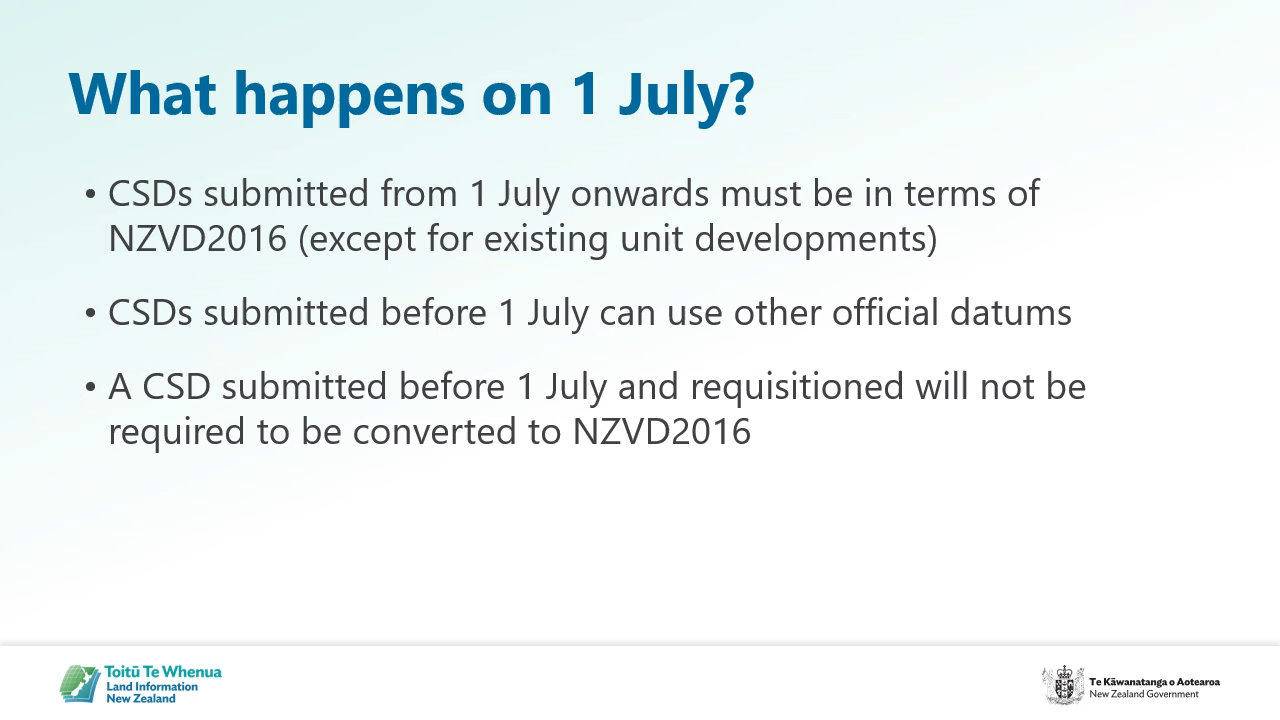 What happens on 1 July?
• CSDs submitted from 1 July onwards must be in terms of
NZVD2016 (except for existing unit developments)
• CSDs submitted before 1 July can use other official datums
• A CSD submitted before 1 July and requisitioned will not be
required to be converted to NZVD2016
Toitū Te Whenua
Land Information
New Zealand
Te Kāwanatanga o Aotearoa
New Zealand Government